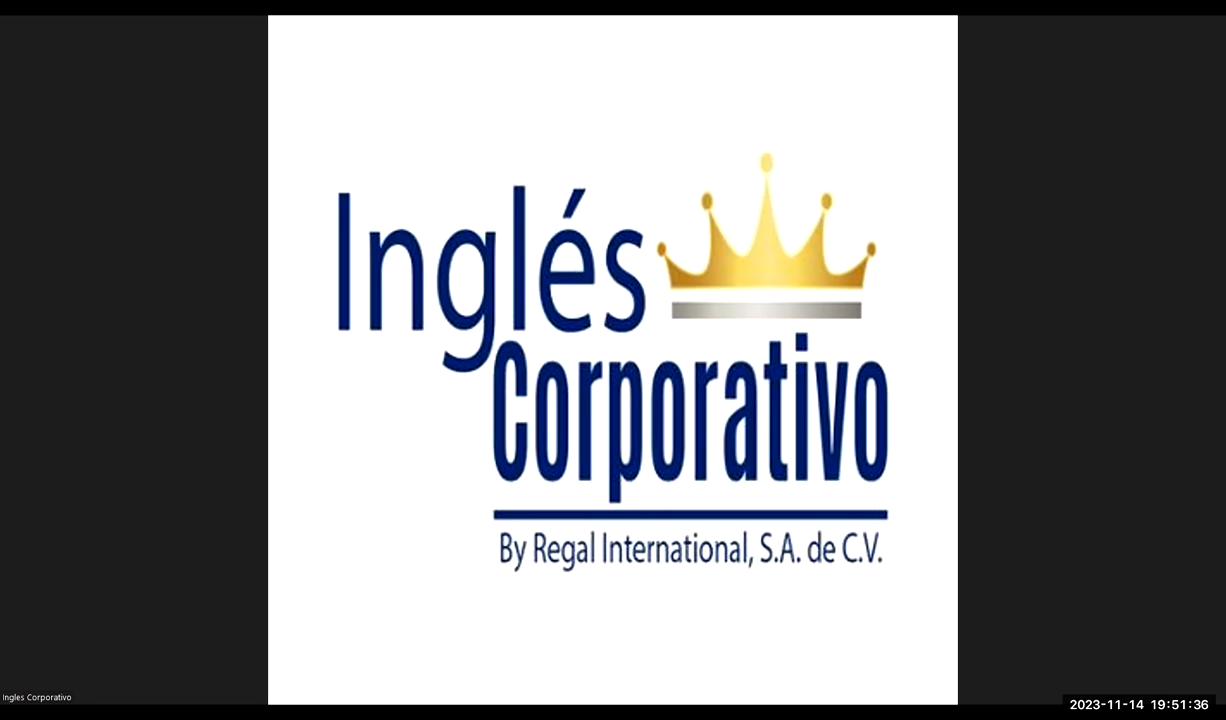 Inglés
Corporativo
By Regal International, S.A. de C.V.
Ingles Corporativo
2023-11-14 19:51:36